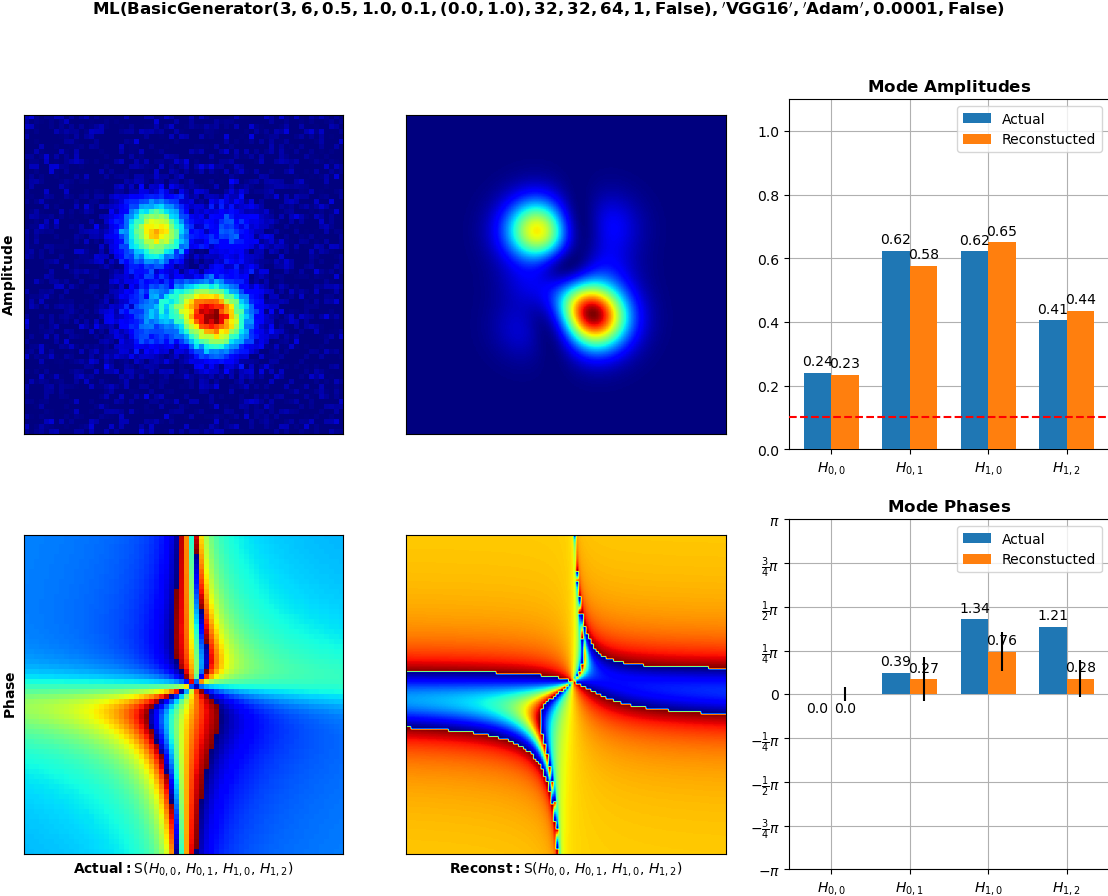 ML(BasicGenerator(3, 6, 0.5, 1.0, 0.1, (0.0, 1.0), 32, 32, 64, 1, False), ′VGG16′, ′Adam′, 0.0001, False)
Amplitude
Mode Amplitudes
Actual
Reconstucted
1.0
0.8
0.6
0.4
0.2
0.0
0.24
0.23
0.62
0.58
0.62
0.65
0.41
0.44
H0,0
H0,1
H1,0
H1,2
Phase
Actual: S(H0,0, H0,1, H1,0, H1,2)
Reconst: S(H0,0, H0,1, H1,0, H1,2)
Mode Phases
Actual
Reconstucted
π
3/4π
1/2π
1/4π
0
−1/4π
−1/2π
−3/4π
−π
0.0
0.0
0.39
0.27
1.34
0.76
1.21
0.28
H0,0
H0,1
H1,0
H1,2